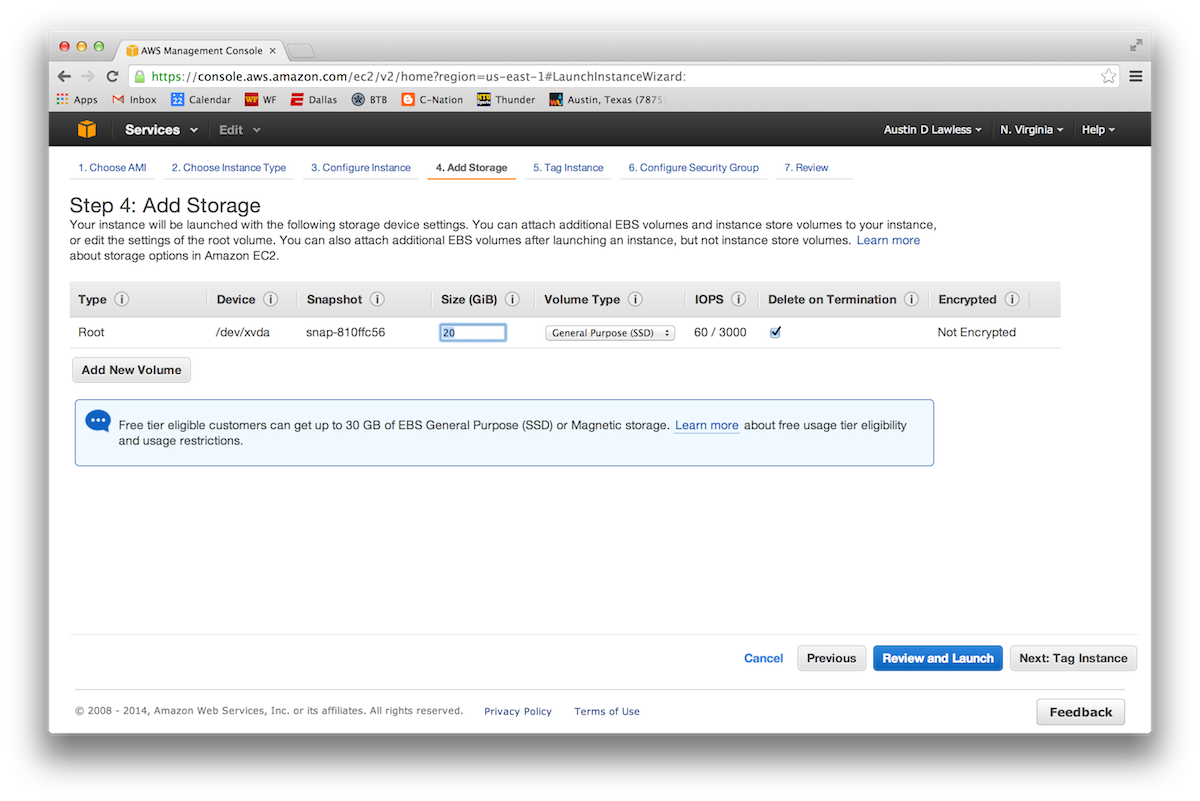 AWS Management Console
https://console.aws.amazon.com/ec2/v2/home?region=us-east-1#LaunchInstanceWizard:
Apps Inbox 22 Calendar WF WF Dallas BTB C-Nation Thunder Austin, Texas (7875
Services Edit Austin D Lawless N. Virginia Help
1. Choose AMI 2. Choose Instance Type 3. Configure Instance 4. Add Storage 5. Tag Instance 6. Configure Security Group 7. Review
Step 4: Add Storage
Your instance will be launched with the following storage device settings. You can attach additional EBS volumes and instance store volumes to your instance,
or edit the settings of the root volume. You can also attach additional EBS volumes after launching an instance, but not instance store volumes. Learn more
about storage options in Amazon EC2.
Type Device Snapshot Size (GiB) Volume Type IOPS Delete on Termination Encrypted
Root /dev/xvda snap-810ffc56 20 General Purpose (SSD) 60 / 3000 Not Encrypted
Add New Volume
Free tier eligible customers can get up to 30 GB of EBS General Purpose (SSD) or Magnetic storage. Learn more about free usage tier eligibility
and usage restrictions.
Cancel Previous Review and Launch Next: Tag Instance
© 2008 - 2014, Amazon Web Services, Inc. or its affiliates. All rights reserved. Privacy Policy Terms of Use Feedback